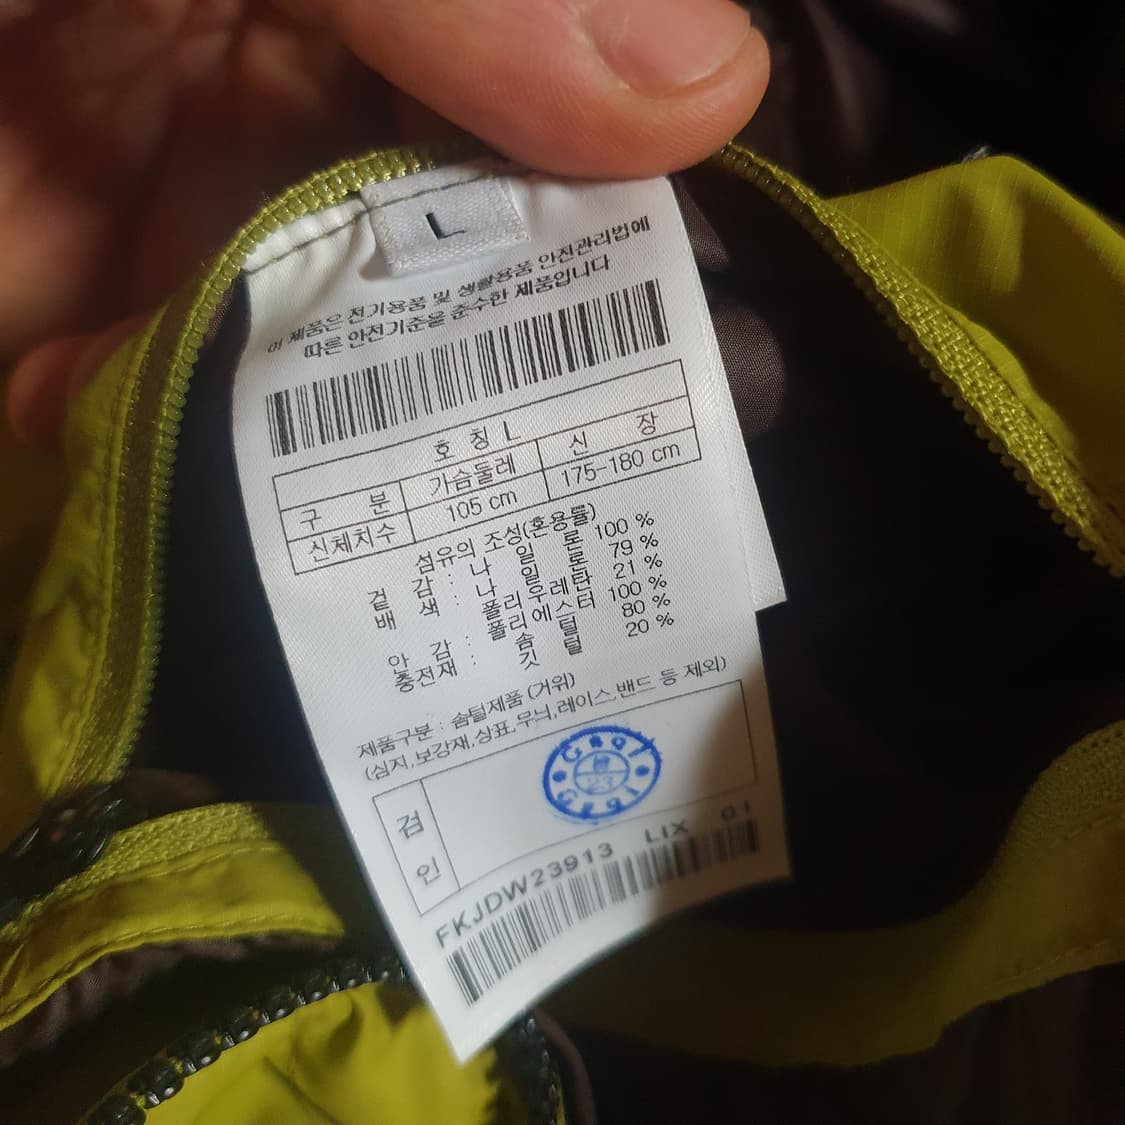 L
이 제품은 전기용품 및 생활용품 안전관리법에
따른 안전기준을 준수한 제품입니다
호 칭 L
구 분 가슴둘레 신 장
신체치수 105 cm 175-180 cm
섬유의 조성(혼용률)
겉 감 : 나 일 론 100 %
배 색 : 나 일 론 79 %
폴리우레탄 21 %
안 감 : 폴리에스터 100 %
충전재 : 솜 털 80 %
깃 털 20 %
제품구분 : 솜털제품 (거위)
(심지,보강재,상표,무늬,레이스,밴드 등 제외)
검
인
23
FKJDW23913 LIX 01